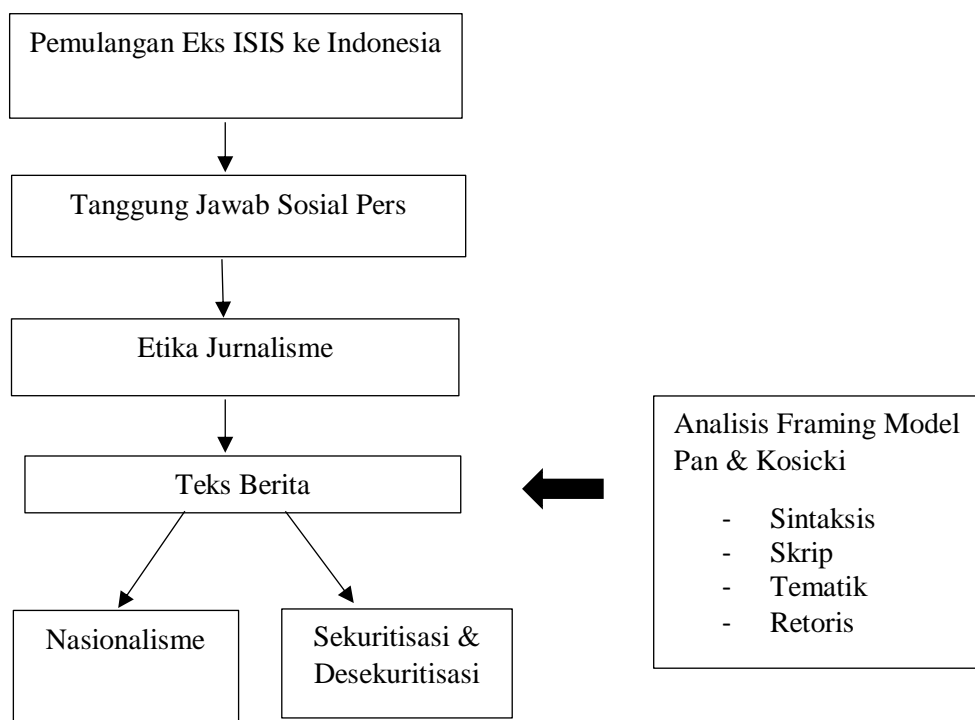 Pemulangan Eks ISIS ke Indonesia
Tanggung Jawab Sosial Pers
Etika Jurnalisme
Teks Berita
Nasionalisme
Sekuritisasi &
Desekuritisasi
Analisis Framing Model
Pan & Kosicki
- Sintaksis
- Skrip
- Tematik
- Retoris